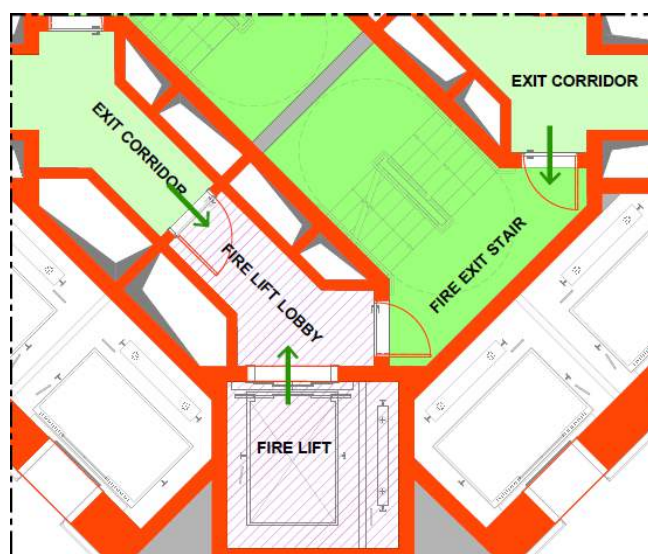 EXIT CORRIDOR
EXIT CORRIDOR
FIRE LIFT LOBBY
FIRE EXIT STAIR
FIRE LIFT